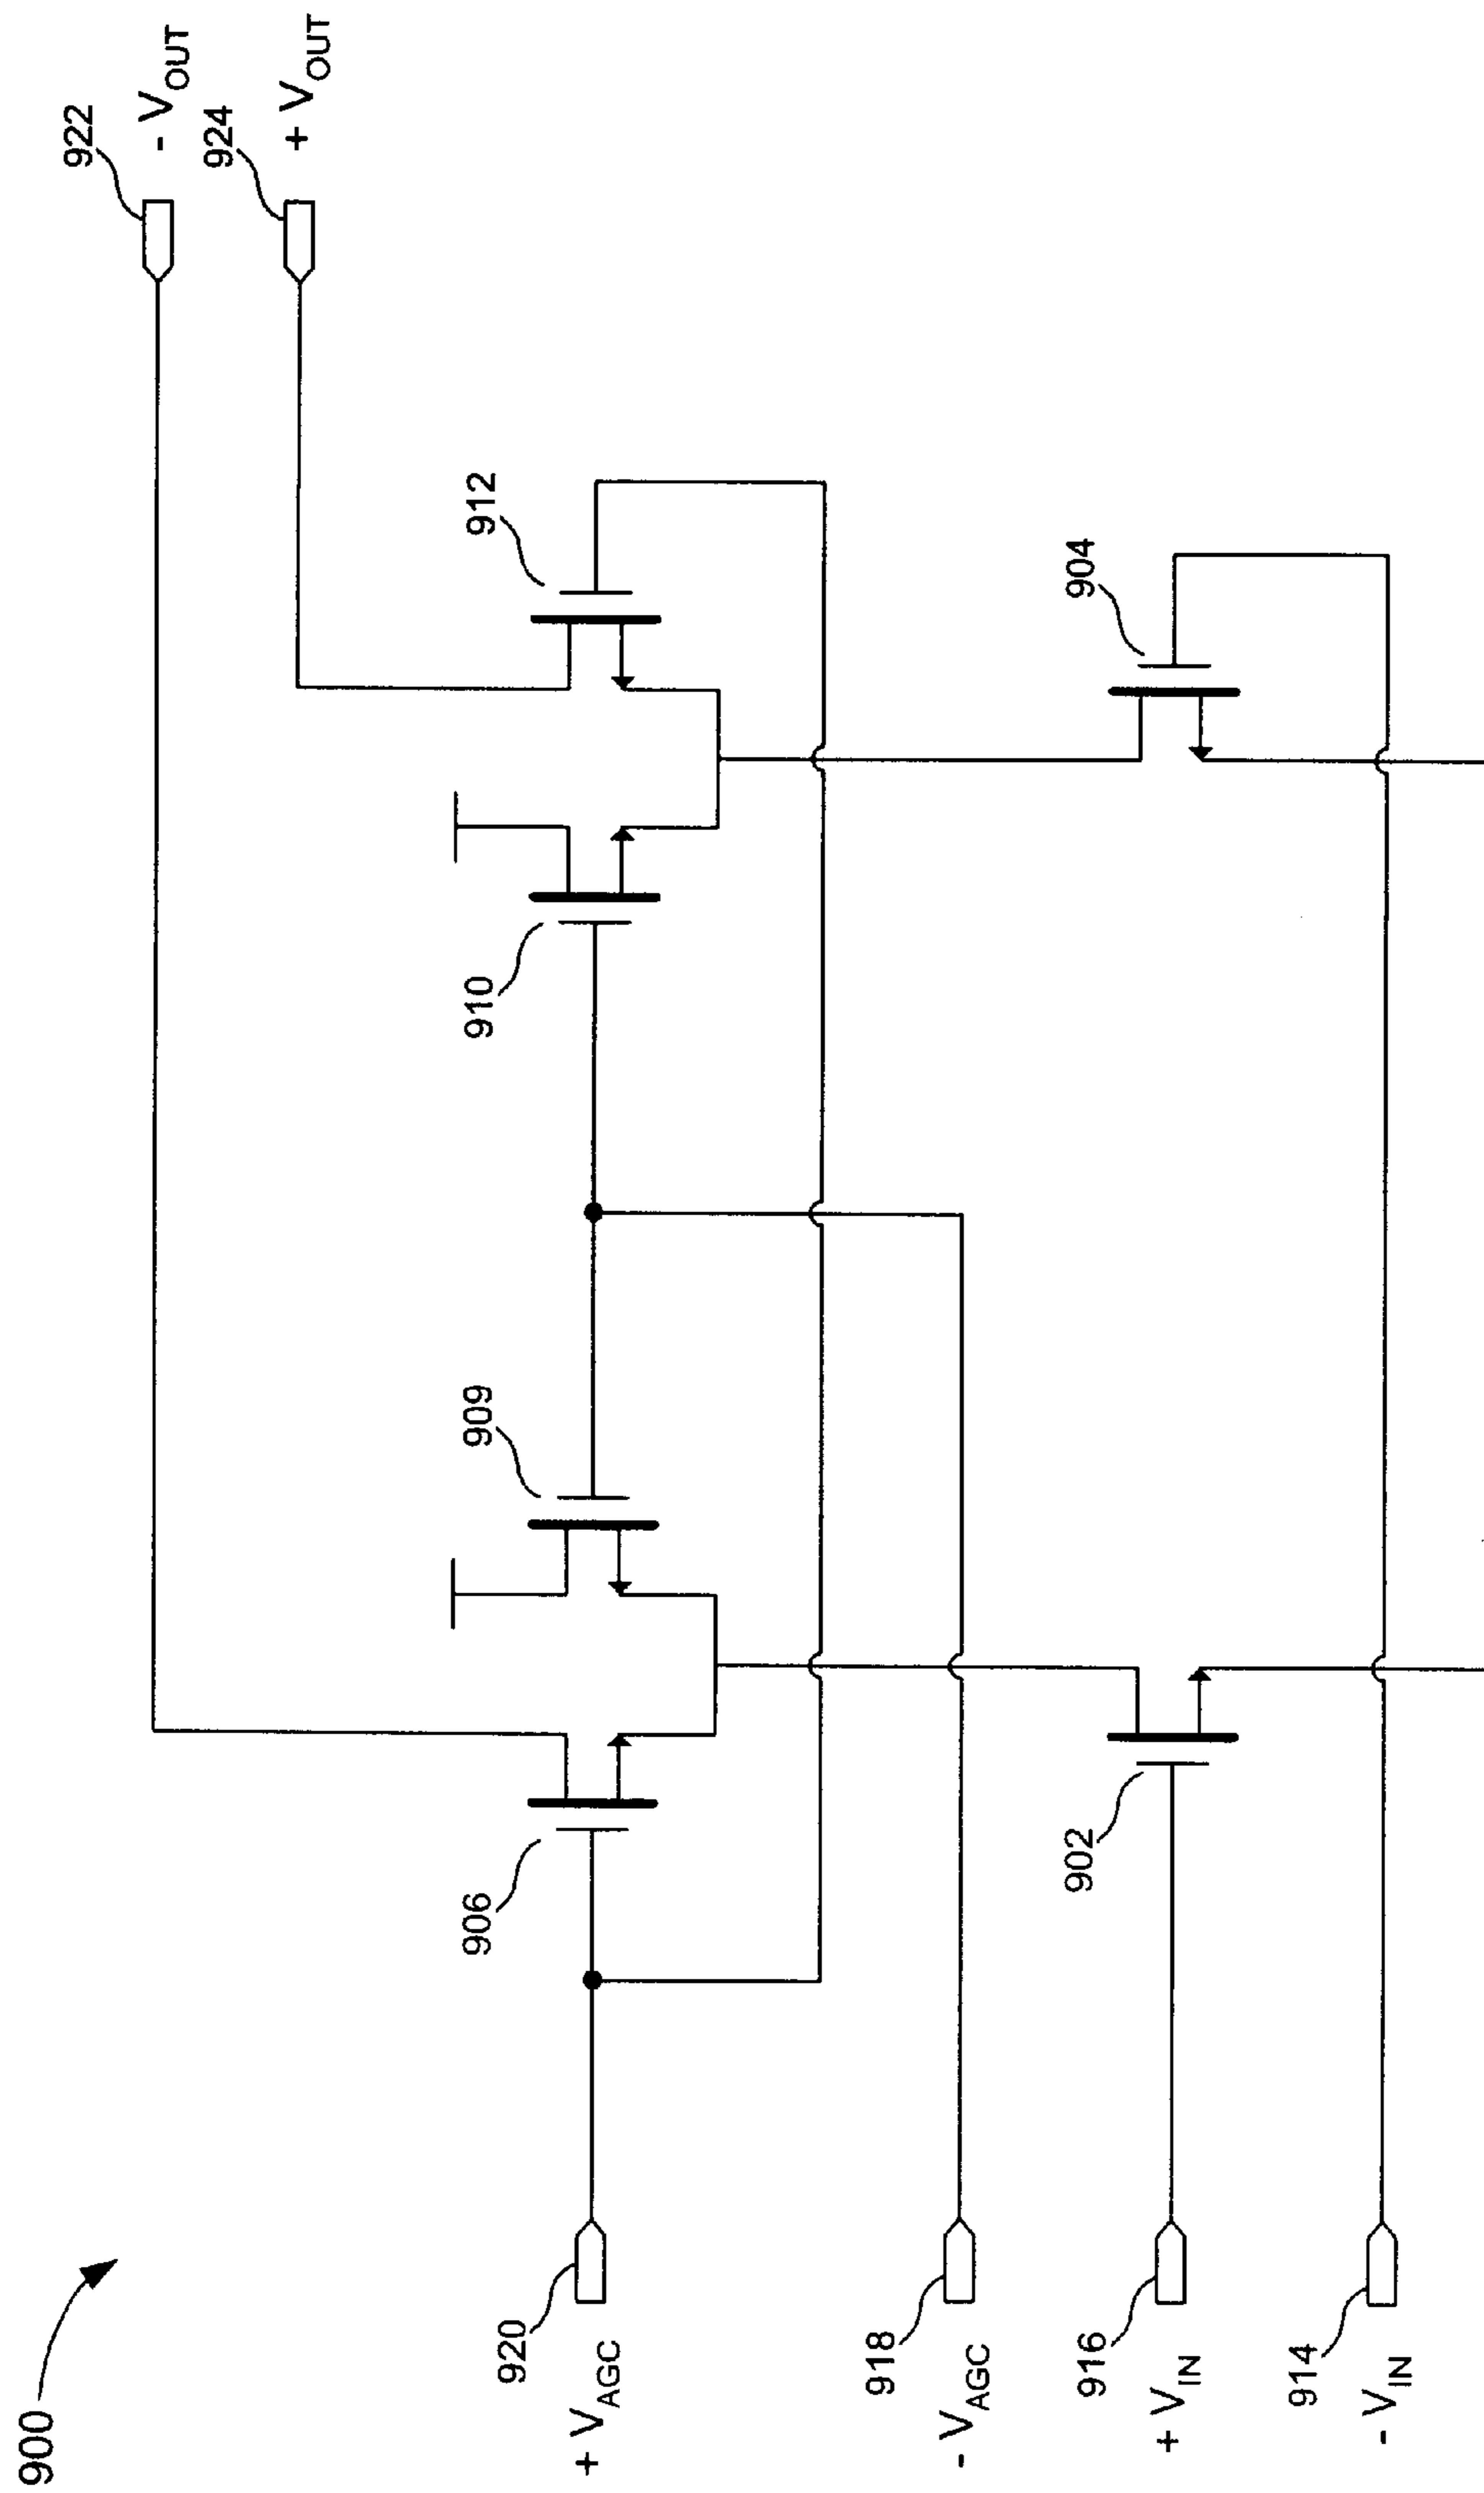 900
922
- VOUT
924
+ VOUT
912
910
909
906
904
902
920
+ VAGC
918
- VAGC
916
+ VIN
914
- VIN